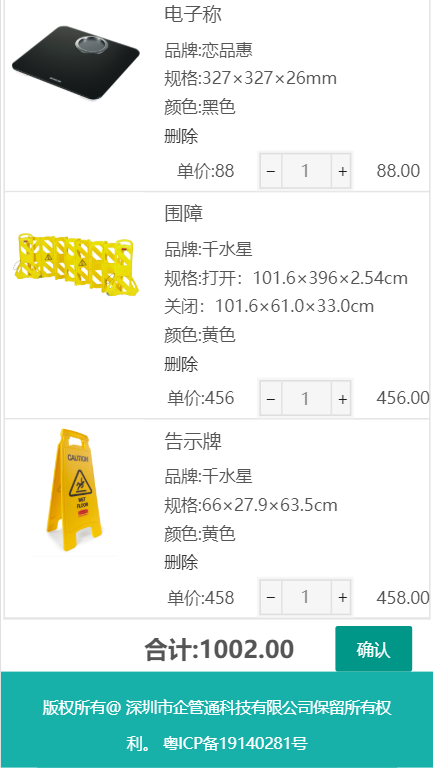 电子称
品牌:恋品惠
规格:327×327×26mm
颜色:黑色
删除
单价:88 − 1 + 88.00
围障
品牌:千水星
规格:打开：101.6×396×2.54cm
关闭：101.6×61.0×33.0cm
颜色:黄色
删除
单价:456 − 1 + 456.00
告示牌
CAUTION
WET
FLOOR
品牌:千水星
规格:66×27.9×63.5cm
颜色:黄色
删除
单价:458 − 1 + 458.00
合计:1002.00 确认
版权所有@ 深圳市企管通科技有限公司保留所有权
利。 粤ICP备19140281号